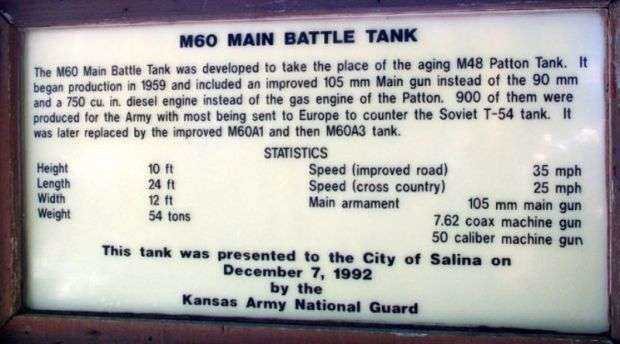 M60 MAIN BATTLE TANK
The M60 Main Battle Tank was developed to take the place of the aging M48 Patton Tank. It
began production in 1959 and included an improved 105 mm Main gun instead of the 90 mm
and a 750 cu. in. diesel engine instead of the gas engine of the Patton. 900 of them were
produced for the Army with most being sent to Europe to counter the Soviet T-54 tank. It
was later replaced by the improved M60A1 and then M60A3 tank.
STATISTICS
Height 10 ft Speed (improved road) 35 mph
Length 24 ft Speed (cross country) 25 mph
Width 12 ft Main armament 105 mm main gun
Weight 54 tons 7.62 coax machine gun
50 caliber machine gun
This tank was presented to the City of Salina on
December 7, 1992
by the
Kansas Army National Guard